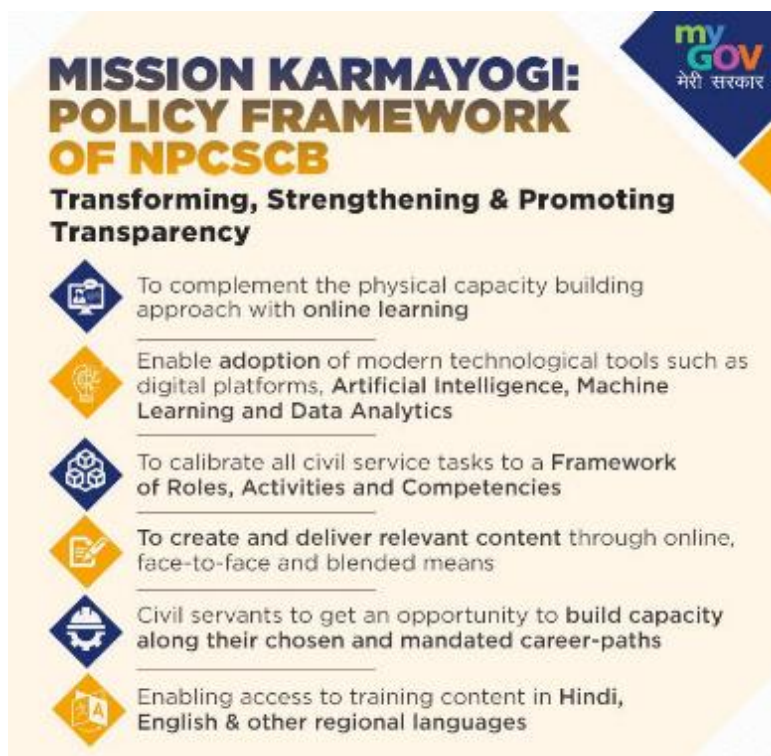 my
GOV
मेरी सरकार
MISSION KARMAYOGI:
POLICY FRAMEWORK
OF NPCSCB
Transforming, Strengthening & Promoting
Transparency
To complement the physical capacity building
approach with online learning
Enable adoption of modern technological tools such as
digital platforms, Artificial Intelligence, Machine
Learning and Data Analytics
To calibrate all civil service tasks to a Framework
of Roles, Activities and Competencies
To create and deliver relevant content through online,
face-to-face and blended means
Civil servants to get an opportunity to build capacity
along their chosen and mandated career-paths
Enabling access to training content in Hindi,
English & other regional languages